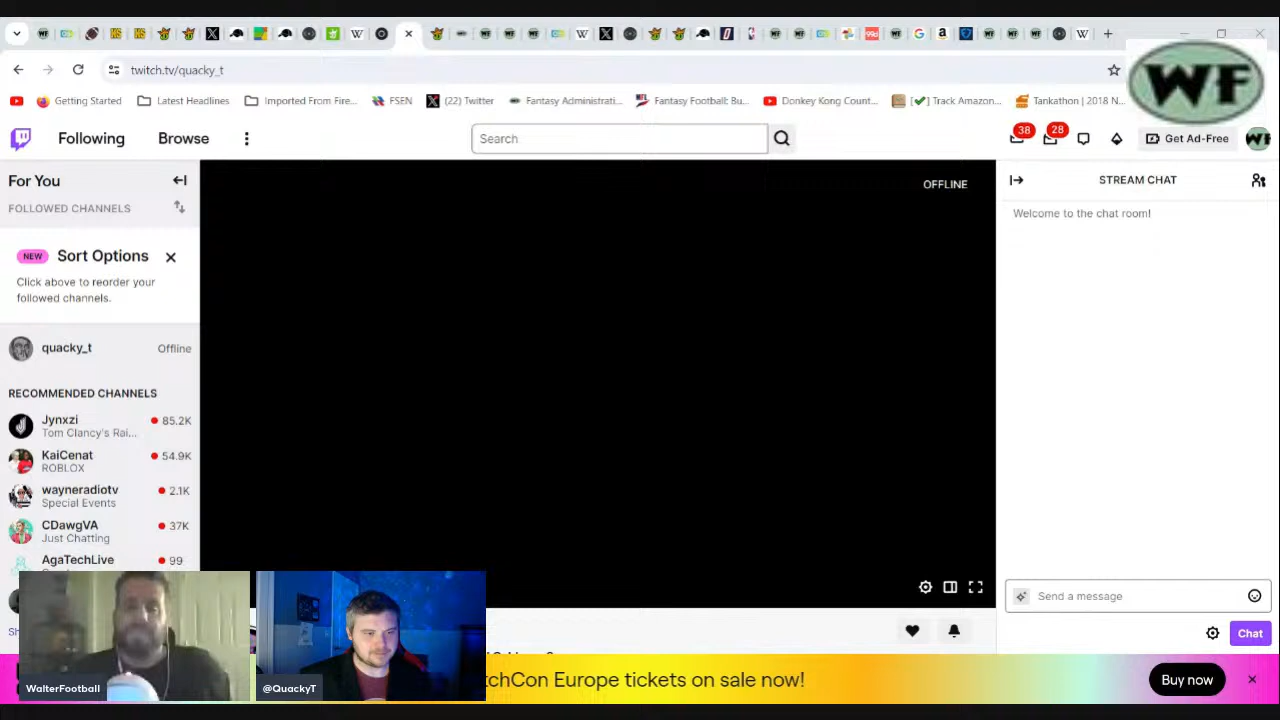 twitch.tv/quacky_t
Getting Started
Latest Headlines
Imported From Fire...
FSEN
(22) Twitter
Fantasy Administrati...
Fantasy Football: Bu...
Donkey Kong Count...
Track Amazon...
Tankathon | 2018 N...
WF
Following
Browse
Search
38
28
Get Ad-Free
WF
For You
OFFLINE
STREAM CHAT
FOLLOWED CHANNELS
Welcome to the chat room!
NEW
Sort Options
Click above to reorder your
followed channels.
quacky_t
Offline
RECOMMENDED CHANNELS
Jynxzi
85.2K
Tom Clancy's Rai...
KaiCenat
54.9K
ROBLOX
wayneradiotv
2.1K
Special Events
CDawgVA
37K
Just Chatting
AgaTechLive
99
Send a message
Chat
WalterFootball
@QuackyT
tchCon Europe tickets on sale now!
Buy now